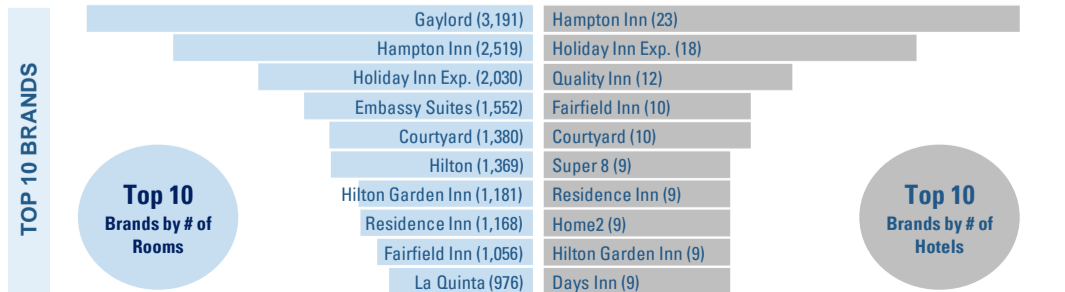 TOP 10 BRANDS
Gaylord (3,191)
Hampton Inn (2,519)
Holiday Inn Exp. (2,030)
Embassy Suites (1,552)
Courtyard (1,380)
Hilton (1,369)
Hilton Garden Inn (1,181)
Residence Inn (1,168)
Fairfield Inn (1,056)
La Quinta (976)
Top 10
Brands by # of
Rooms
Hampton Inn (23)
Holiday Inn Exp. (18)
Quality Inn (12)
Fairfield Inn (10)
Courtyard (10)
Super 8 (9)
Residence Inn (9)
Home2 (9)
Hilton Garden Inn (9)
Days Inn (9)
Top 10
Brands by # of
Hotels